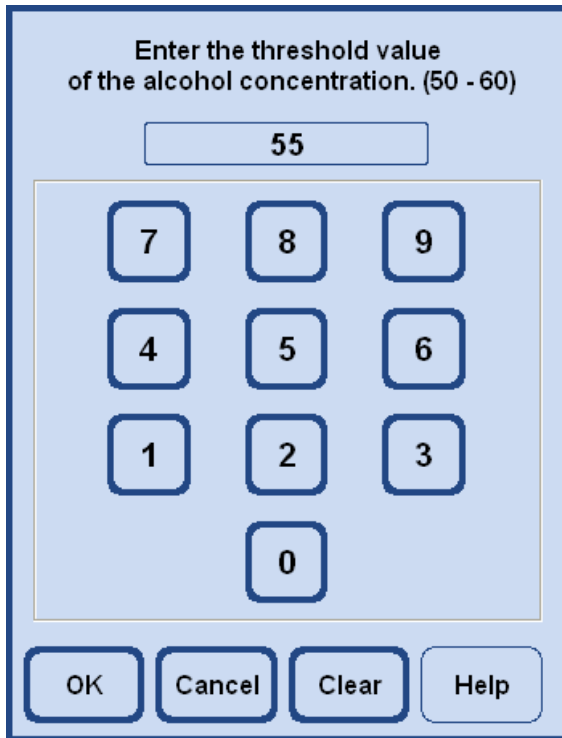 Enter the threshold value
of the alcohol concentration. (50 - 60)
55
7 8 9
4 5 6
1 2 3
0
OK Cancel Clear Help